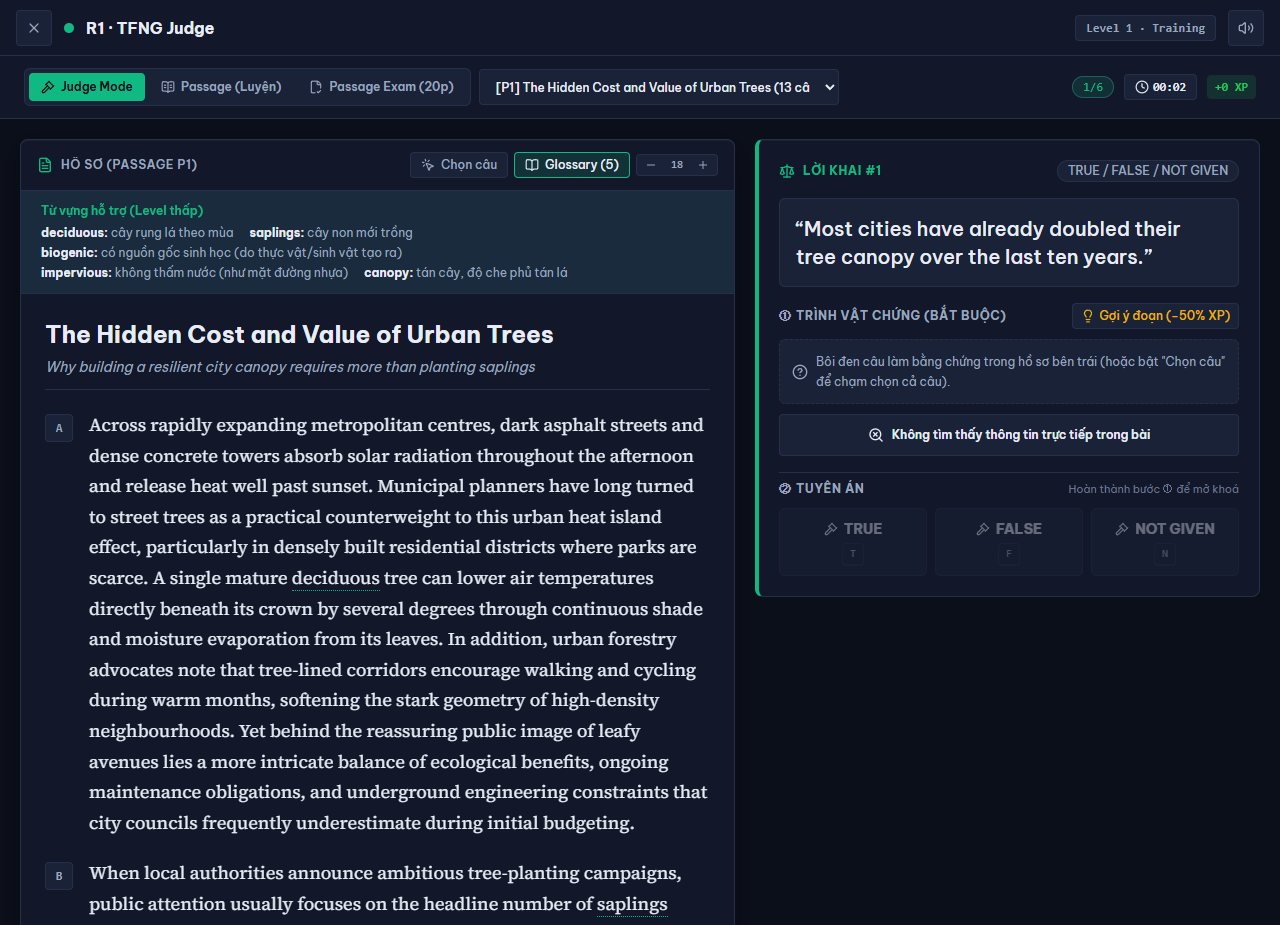 R1 · TFNG Judge
Level 1 · Training
Judge Mode
Passage (Luyện)
Passage Exam (20p)
[P1] The Hidden Cost and Value of Urban Trees (13 câ
1/6
00:02
+0 XP
HỒ SƠ (PASSAGE P1)
Chọn câu
Glossary (5)
− 18 +
Từ vựng hỗ trợ (Level thấp)
deciduous: cây rụng lá theo mùa saplings: cây non mới trồng
biogenic: có nguồn gốc sinh học (do thực vật/sinh vật tạo ra)
impervious: không thấm nước (như mặt đường nhựa) canopy: tán cây, độ che phủ tán lá
The Hidden Cost and Value of Urban Trees
Why building a resilient city canopy requires more than planting saplings
A
Across rapidly expanding metropolitan centres, dark asphalt streets and
dense concrete towers absorb solar radiation throughout the afternoon
and release heat well past sunset. Municipal planners have long turned
to street trees as a practical counterweight to this urban heat island
effect, particularly in densely built residential districts where parks are
scarce. A single mature deciduous tree can lower air temperatures
directly beneath its crown by several degrees through continuous shade
and moisture evaporation from its leaves. In addition, urban forestry
advocates note that tree-lined corridors encourage walking and cycling
during warm months, softening the stark geometry of high-density
neighbourhoods. Yet behind the reassuring public image of leafy
avenues lies a more intricate balance of ecological benefits, ongoing
maintenance obligations, and underground engineering constraints that
city councils frequently underestimate during initial budgeting.
B
When local authorities announce ambitious tree-planting campaigns,
public attention usually focuses on the headline number of saplings
LỜI KHAI #1
TRUE / FALSE / NOT GIVEN
“Most cities have already doubled their
tree canopy over the last ten years.”
① TRÌNH VẬT CHỨNG (BẮT BUỘC)
Gợi ý đoạn (−50% XP)
Bôi đen câu làm bằng chứng trong hồ sơ bên trái (hoặc bật "Chọn câu"
để chạm chọn cả câu).
Không tìm thấy thông tin trực tiếp trong bài
② TUYÊN ÁN
Hoàn thành bước ① để mở khoá
TRUE
T
FALSE
F
NOT GIVEN
N